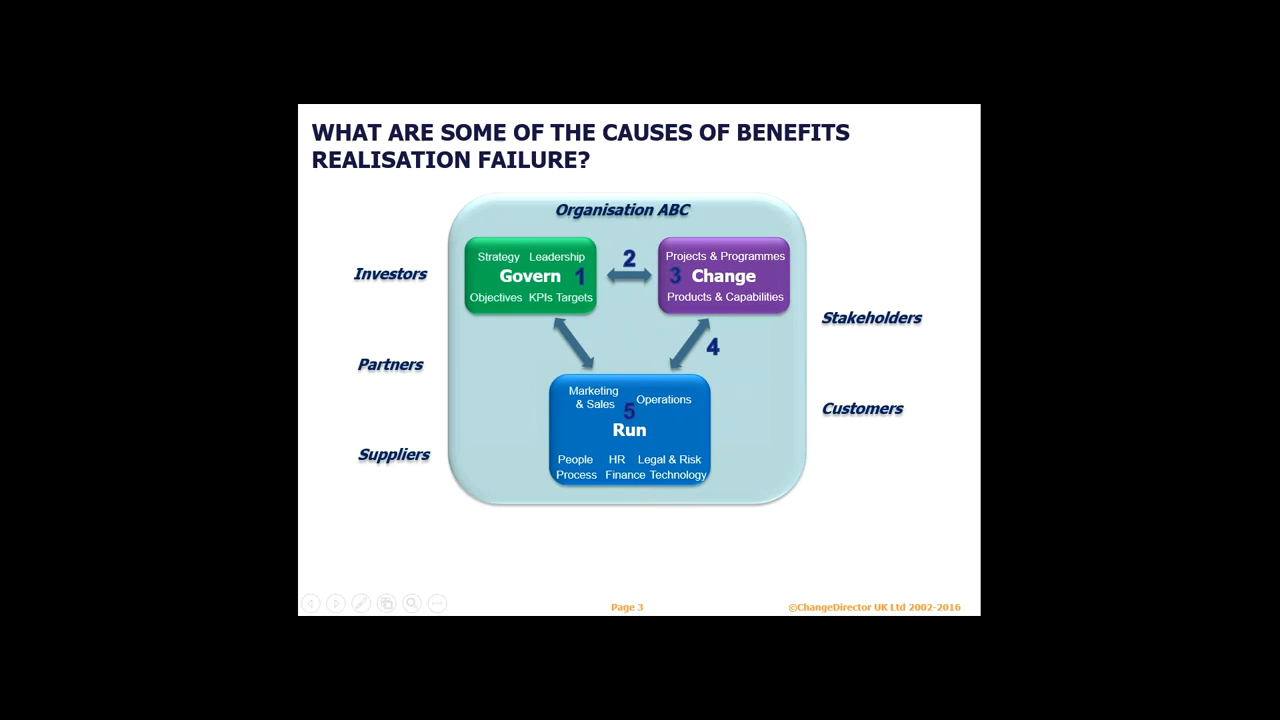 WHAT ARE SOME OF THE CAUSES OF BENEFITS
REALISATION FAILURE?
Organisation ABC
Investors
Partners
Suppliers
Strategy Leadership
Govern 1
Objectives KPIs Targets
2
Projects & Programmes
3 Change
Products & Capabilities
4
Marketing
& Sales
Operations
5
Run
People HR Legal & Risk
Process Finance Technology
Stakeholders
Customers
Page 3
©ChangeDirector UK Ltd 2002-2016